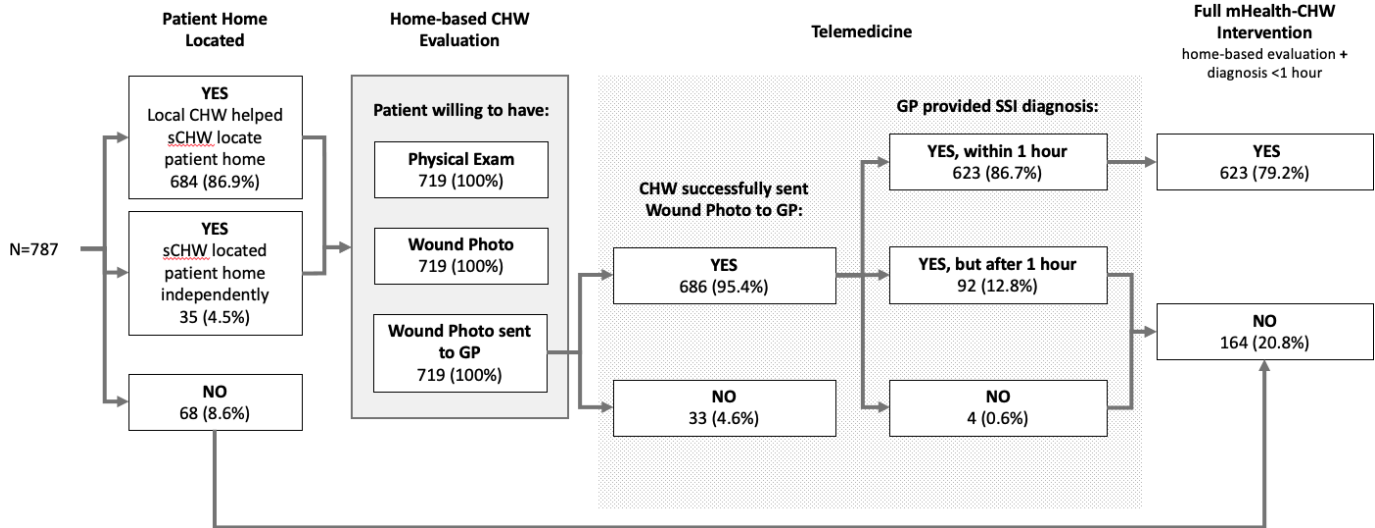 Patient Home
Located
Home-based CHW
Evaluation
Telemedicine
Full mHealth-CHW
Intervention
home-based evaluation +
diagnosis <1 hour
N=787
YES
Local CHW helped
sCHW locate
patient home
684 (86.9%)
YES
sCHW located
patient home
independently
35 (4.5%)
NO
68 (8.6%)
Patient willing to have:
Physical Exam
719 (100%)
Wound Photo
719 (100%)
Wound Photo sent
to GP
719 (100%)
CHW successfully sent
Wound Photo to GP:
YES
686 (95.4%)
NO
33 (4.6%)
GP provided SSI diagnosis:
YES, within 1 hour
623 (86.7%)
YES, but after 1 hour
92 (12.8%)
NO
4 (0.6%)
YES
623 (79.2%)
NO
164 (20.8%)